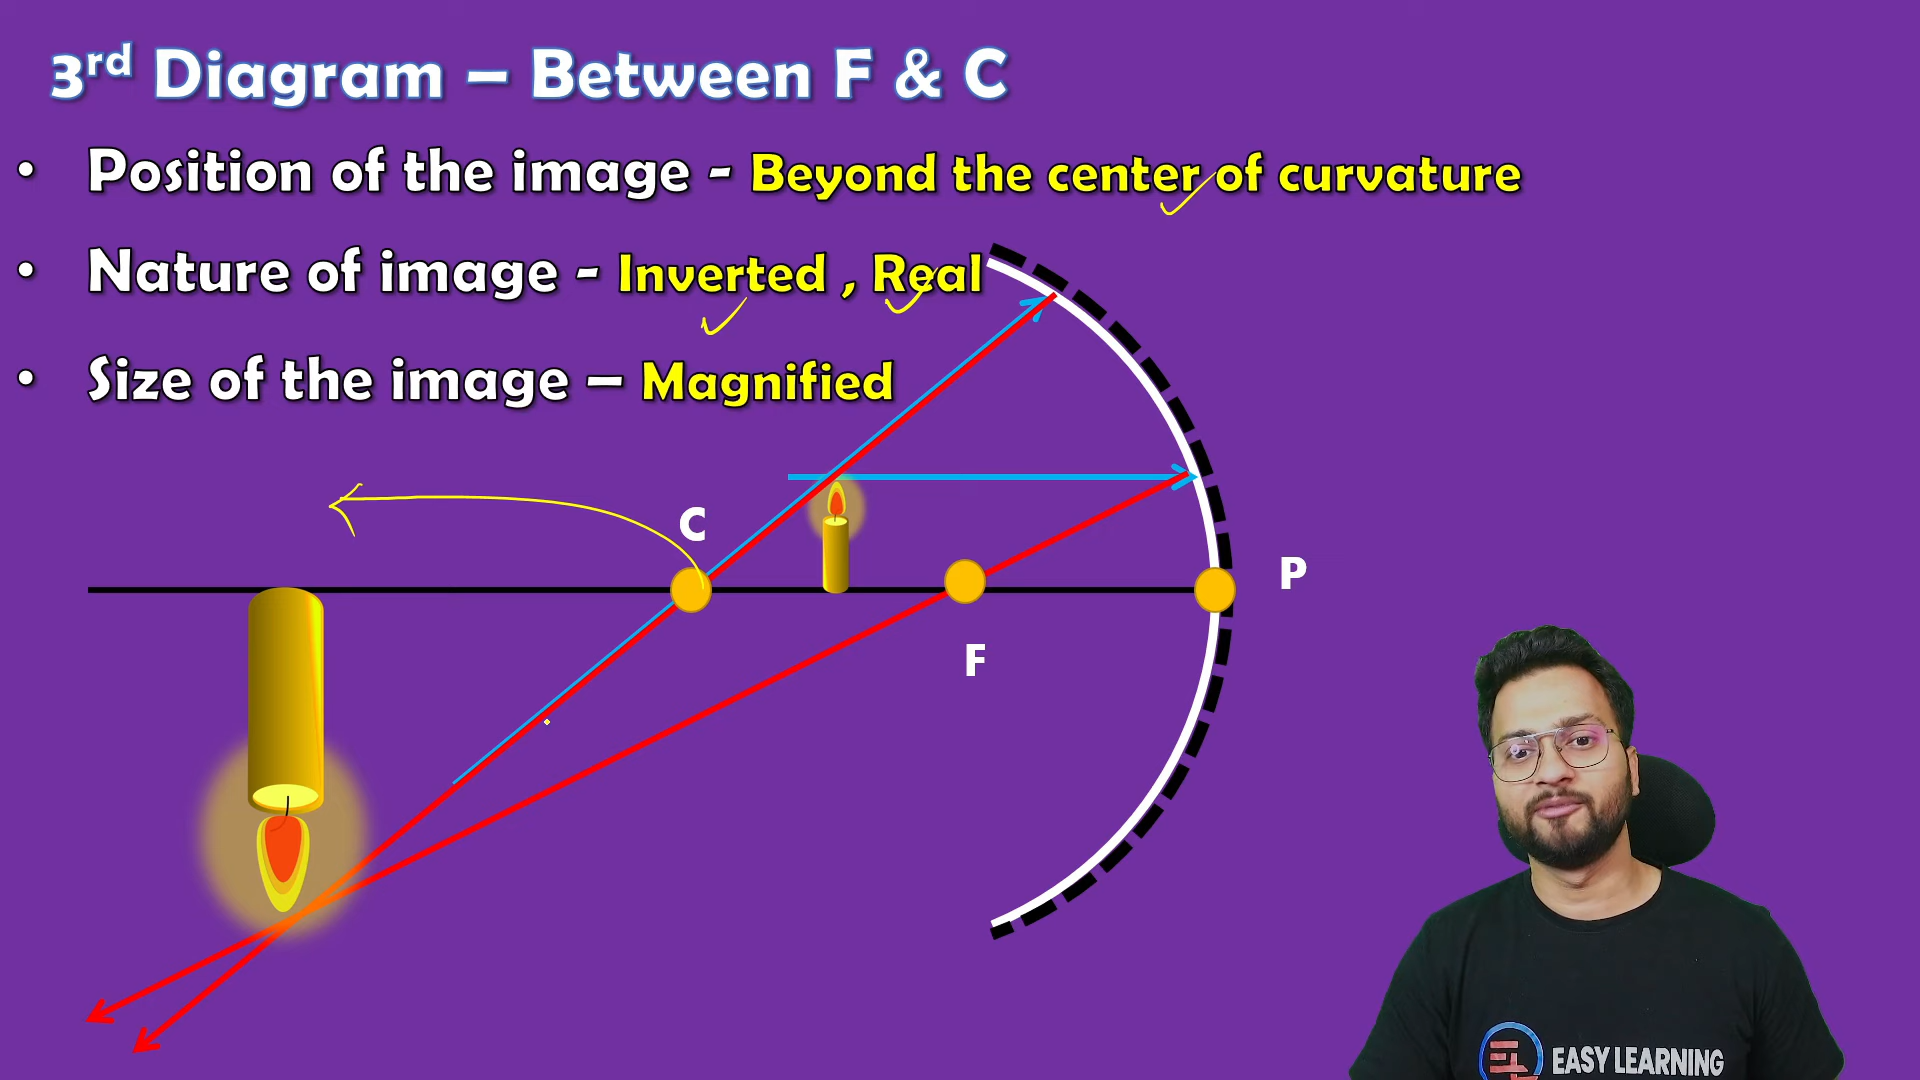 3rd Diagram – Between F & C
• Position of the image - Beyond the center of curvature
• Nature of image - Inverted , Real
• Size of the image – Magnified
C
P
F
EL EASY LEARNING